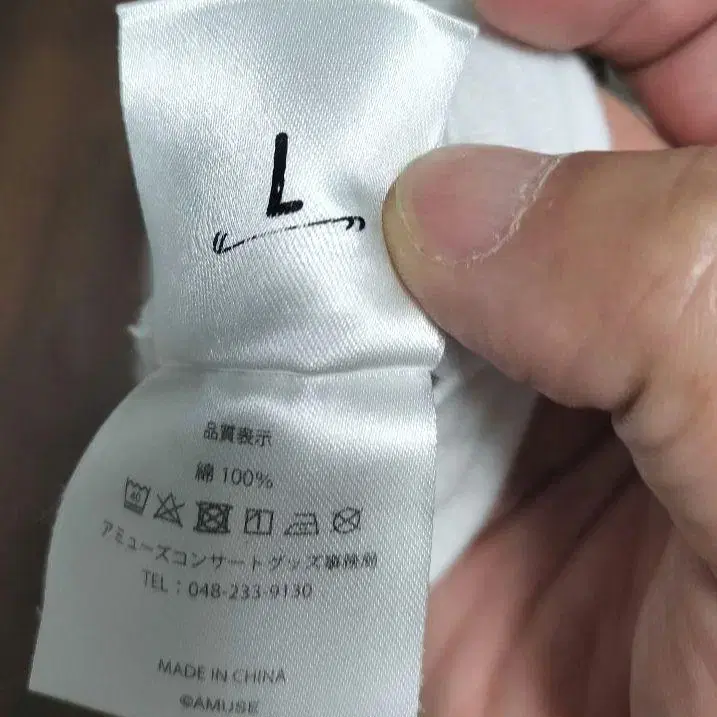 L
品質表示
綿 100%
40
アミューズコンサートグッズ事務局
TEL : 048-233-9130
MADE IN CHINA
©AMUSE